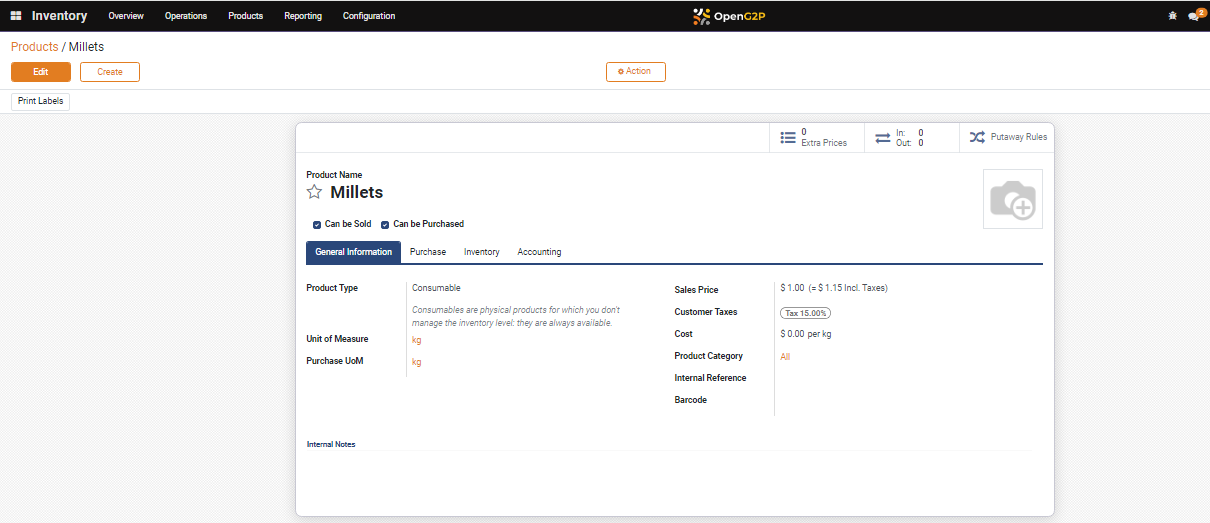 Inventory Overview Operations Products Reporting Configuration OpenG2P 2
Products / Millets
Edit Create Action
Print Labels
0 Extra Prices
In: 0
Out: 0
Putaway Rules
Product Name
Millets
Can be Sold Can be Purchased
General Information Purchase Inventory Accounting
Product Type Consumable
Consumables are physical products for which you don't
manage the inventory level: they are always available.
Unit of Measure kg
Purchase UoM kg
Sales Price $ 1.00 (= $ 1.15 Incl. Taxes)
Customer Taxes Tax 15.00%
Cost $ 0.00 per kg
Product Category All
Internal Reference
Barcode
Internal Notes